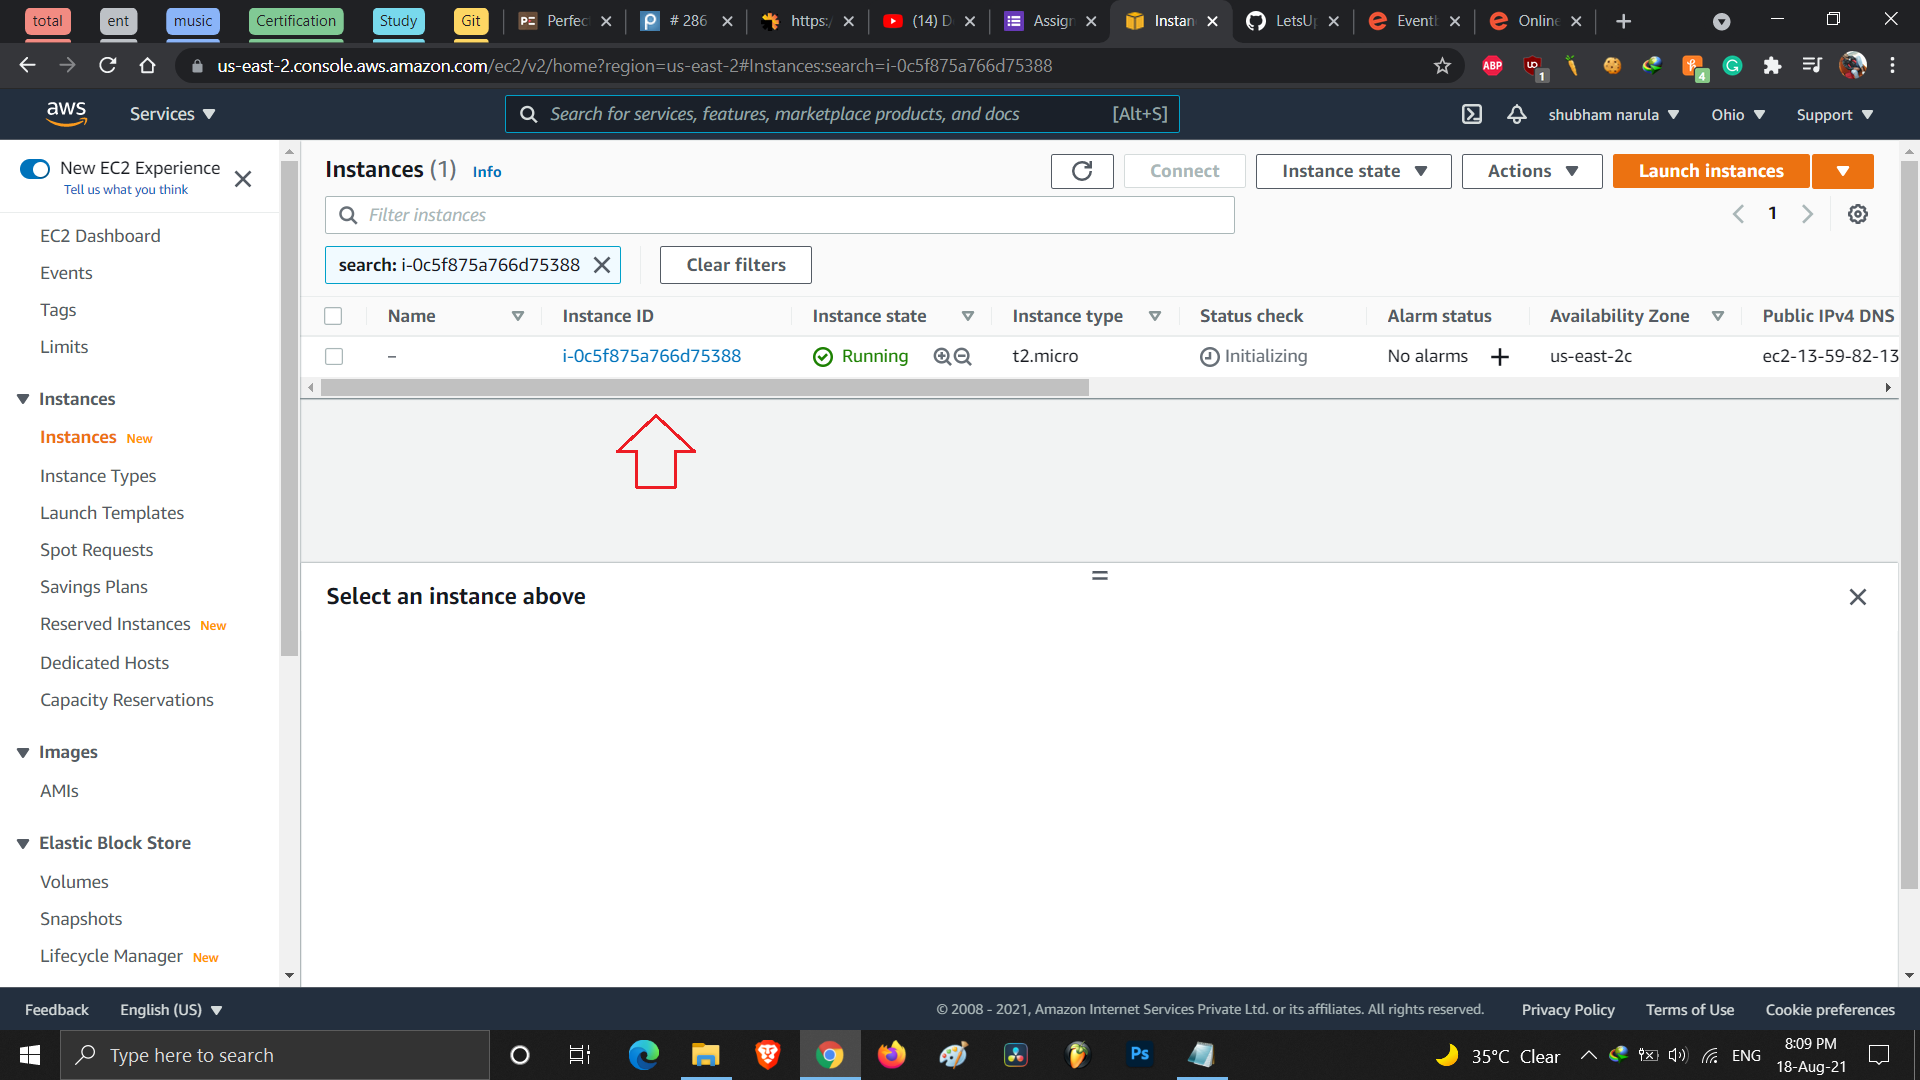 total ent music Certification Study Git Perfec # 286 https:/ (14) D Assign Instan LetsUp Eventl Online
us-east-2.console.aws.amazon.com/ec2/v2/home?region=us-east-2#Instances:search=i-0c5f875a766d75388
ABP UD 1 4
aws Services Search for services, features, marketplace products, and docs [Alt+S] shubham narula Ohio Support
New EC2 Experience
Tell us what you think
EC2 Dashboard
Events
Tags
Limits
Instances
Instances New
Instance Types
Launch Templates
Spot Requests
Savings Plans
Reserved Instances New
Dedicated Hosts
Capacity Reservations
Images
AMIs
Elastic Block Store
Volumes
Snapshots
Lifecycle Manager New
Instances (1) Info Connect Instance state Actions Launch instances
Filter instances 1
search: i-0c5f875a766d75388 Clear filters
Name Instance ID Instance state Instance type Status check Alarm status Availability Zone Public IPv4 DNS
– i-0c5f875a766d75388 Running t2.micro Initializing No alarms + us-east-2c ec2-13-59-82-13
Select an instance above
Feedback English (US) © 2008 - 2021, Amazon Internet Services Private Ltd. or its affiliates. All rights reserved. Privacy Policy Terms of Use Cookie preferences
Type here to search Ps 35°C Clear ENG 8:09 PM
18-Aug-21